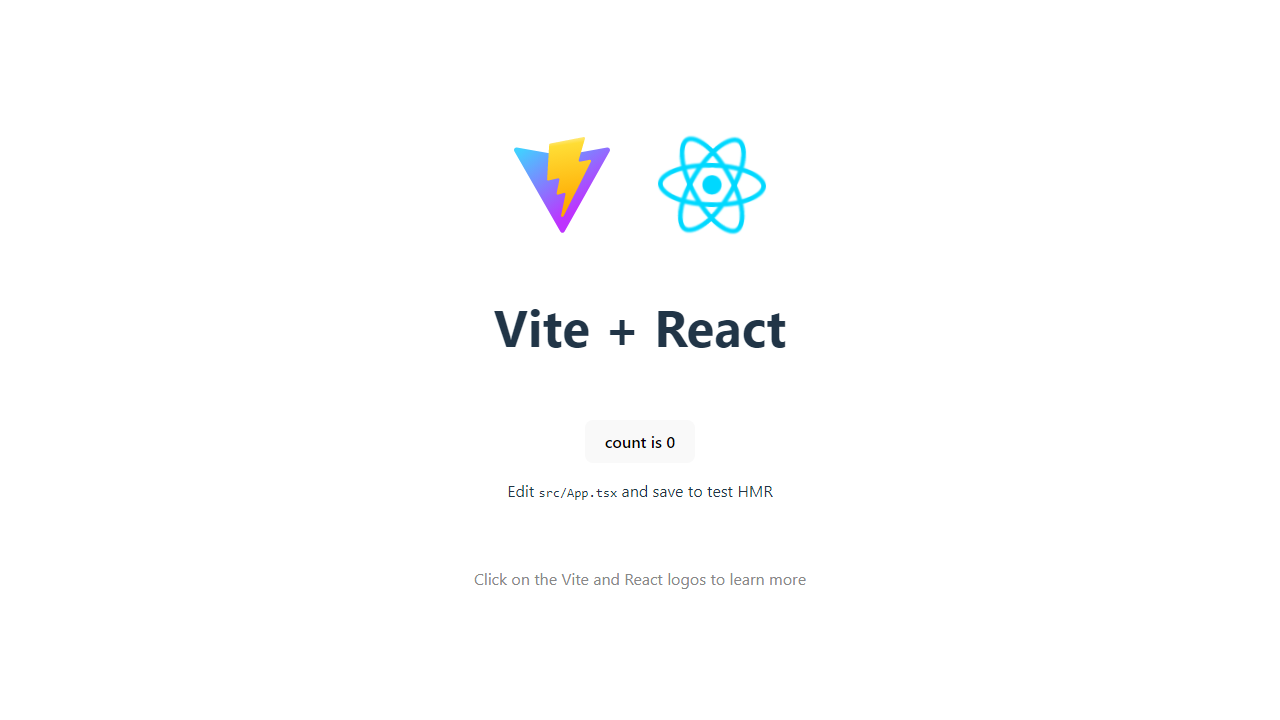 Vite + React
count is 0
Edit src/App.tsx and save to test HMR
Click on the Vite and React logos to learn more